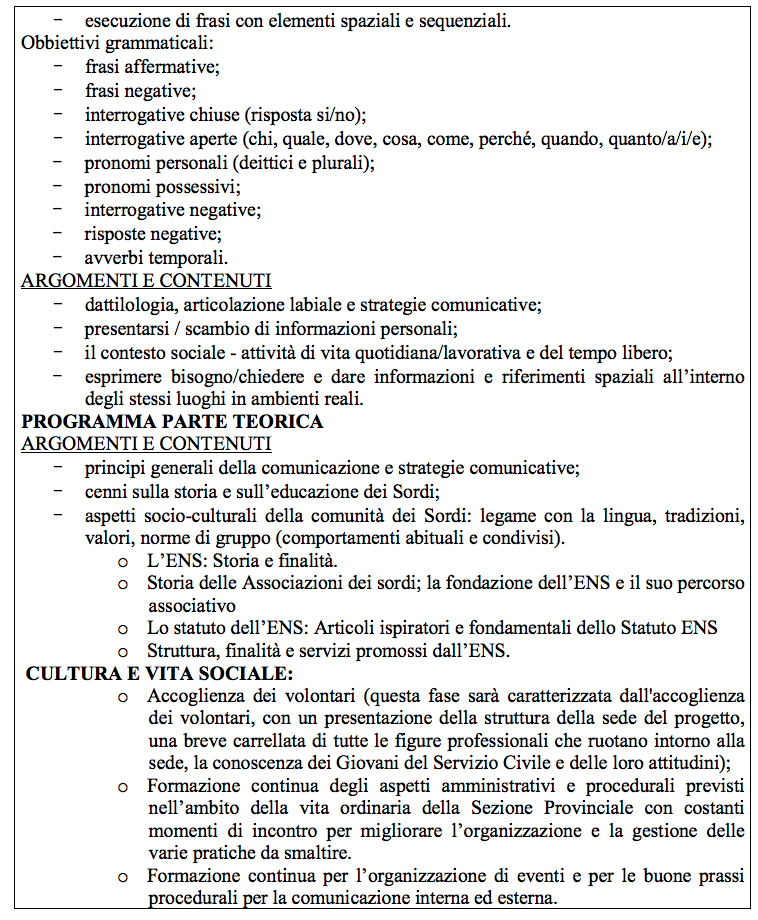 - esecuzione di frasi con elementi spaziali e sequenziali.
Obbiettivi grammaticali:
- frasi affermative;
- frasi negative;
- interrogative chiuse (risposta si/no);
- interrogative aperte (chi, quale, dove, cosa, come, perché, quando, quanto/a/i/e);
- pronomi personali (deittici e plurali);
- pronomi possessivi;
- interrogative negative;
- risposte negative;
- avverbi temporali.
ARGOMENTI E CONTENUTI
- dattilologia, articolazione labiale e strategie comunicative;
- presentarsi / scambio di informazioni personali;
- il contesto sociale - attività di vita quotidiana/lavorativa e del tempo libero;
- esprimere bisogno/chiedere e dare informazioni e riferimenti spaziali all’interno
degli stessi luoghi in ambienti reali.
PROGRAMMA PARTE TEORICA
ARGOMENTI E CONTENUTI
- principi generali della comunicazione e strategie comunicative;
- cenni sulla storia e sull’educazione dei Sordi;
- aspetti socio-culturali della comunità dei Sordi: legame con la lingua, tradizioni,
valori, norme di gruppo (comportamenti abituali e condivisi).
o L’ENS: Storia e finalità.
o Storia delle Associazioni dei sordi; la fondazione dell’ENS e il suo percorso
associativo
o Lo statuto dell’ENS: Articoli ispiratori e fondamentali dello Statuto ENS
o Struttura, finalità e servizi promossi dall’ENS.
CULTURA E VITA SOCIALE:
o Accoglienza dei volontari (questa fase sarà caratterizzata dall'accoglienza
dei volontari, con un presentazione della struttura della sede del progetto,
una breve carrellata di tutte le figure professionali che ruotano intorno alla
sede, la conoscenza dei Giovani del Servizio Civile e delle loro attitudini);
o Formazione continua degli aspetti amministrativi e procedurali previsti
nell’ambito della vita ordinaria della Sezione Provinciale con costanti
momenti di incontro per migliorare l’organizzazione e la gestione delle
varie pratiche da smaltire.
o Formazione continua per l’organizzazione di eventi e per le buone prassi
procedurali per la comunicazione interna ed esterna.